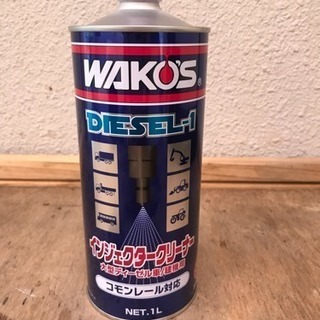 WAKO'S®
DIESEL-1
インジェクタークリーナー
大型ディーゼル車/建機用
コモンレール対応
NET.1L